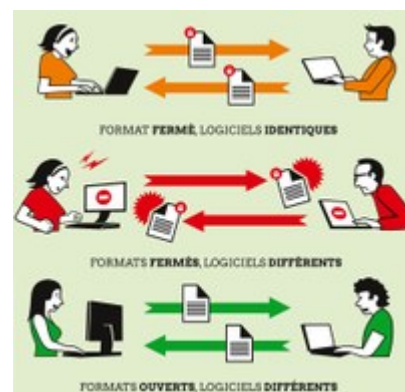 FORMAT FERMÉ, LOGICIELS IDENTIQUES
FORMATS FERMÉS, LOGICIELS DIFFÉRENTS
FORMATS OUVERTS, LOGICIELS DIFFÉRENTS